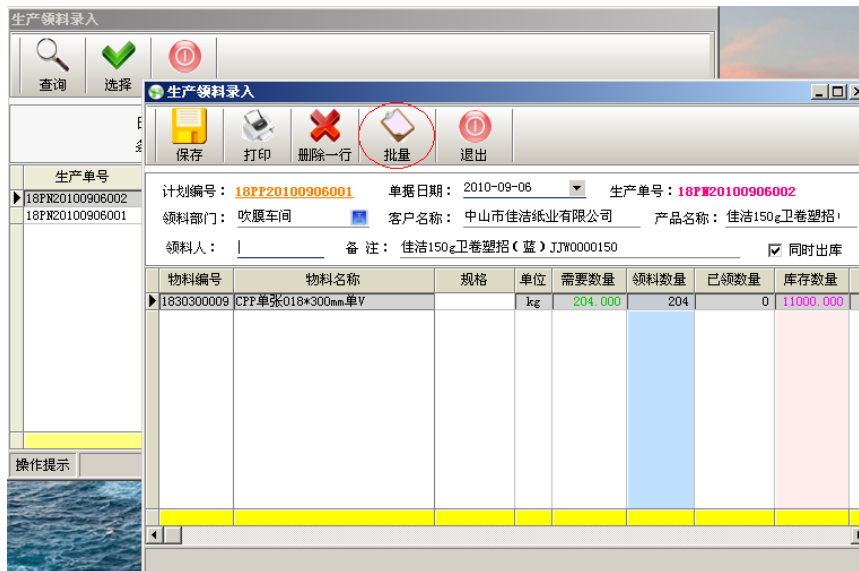 生产领料录入
查询 选择
生产单号
18PN20100906002
18PN20100906001
操作提示
生产领料录入
保存 打印 删除一行 批量 退出
计划编号： 18PP20100906001 单据日期： 2010-09-06 生产单号：18PN20100906002
领料部门： 吹膜车间 客户名称： 中山市佳洁纸业有限公司 产品名称： 佳洁150g卫卷塑招
领料人： 备 注： 佳洁150g卫卷塑招(蓝)JJW0000150 同时出库
物料编号 物料名称 规格 单位 需要数量 领料数量 已领数量 库存数量
1830300009 CPP单张018*300mm单V kg 204.000 204 0 11000.000